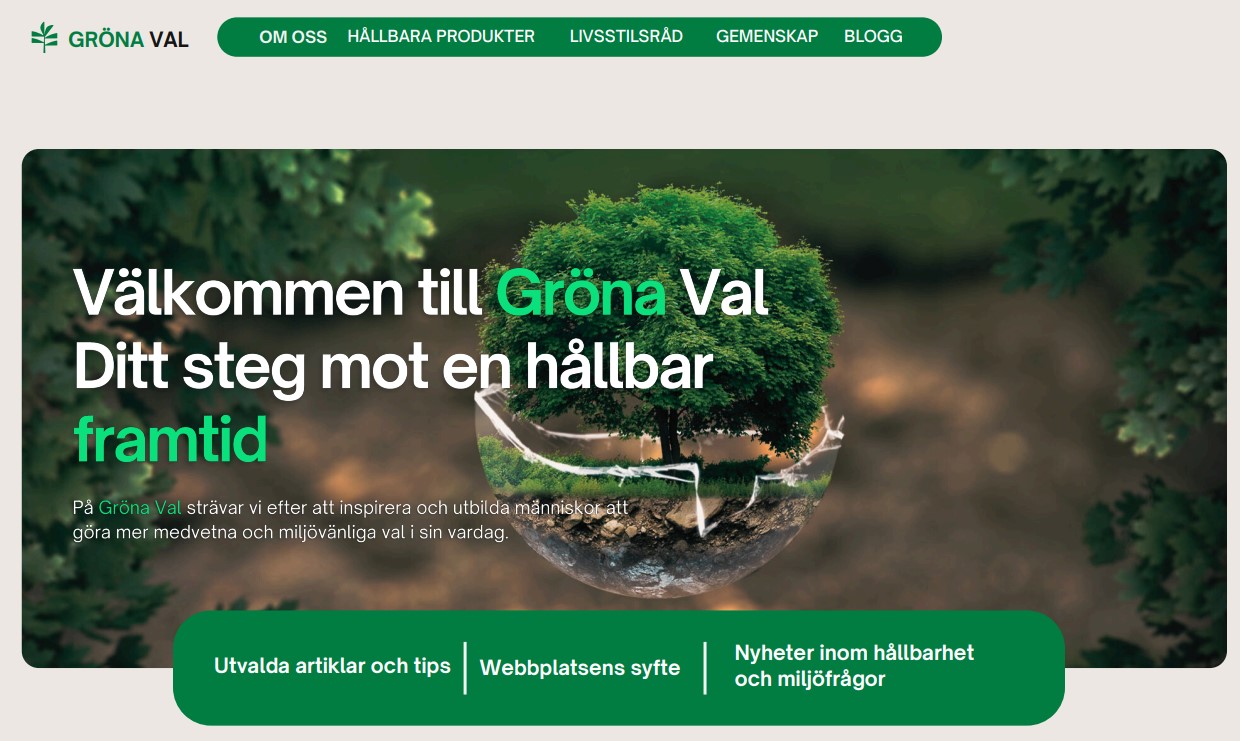 GRÖNA VAL
OM OSS HÅLLBARA PRODUKTER LIVSSTILSRÅD GEMENSKAP BLOGG
Välkommen till Gröna Val
Ditt steg mot en hållbar
framtid
På Gröna Val strävar vi efter att inspirera och utbilda människor att
göra mer medvetna och miljövänliga val i sin vardag.
Utvalda artiklar och tips
Webbplatsens syfte
Nyheter inom hållbarhet
och miljöfrågor